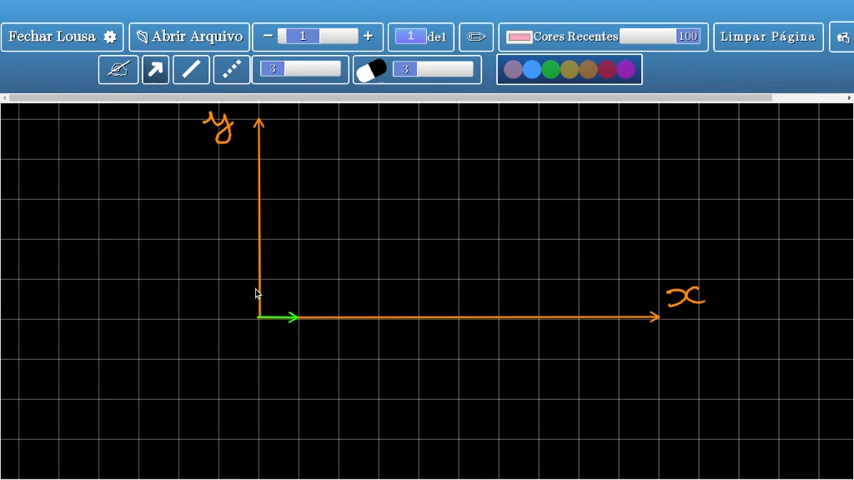 Fechar Lousa Abrir Arquivo − 1 + 1 de1 Cores Recentes 100 Limpar Página
3 3
y
x